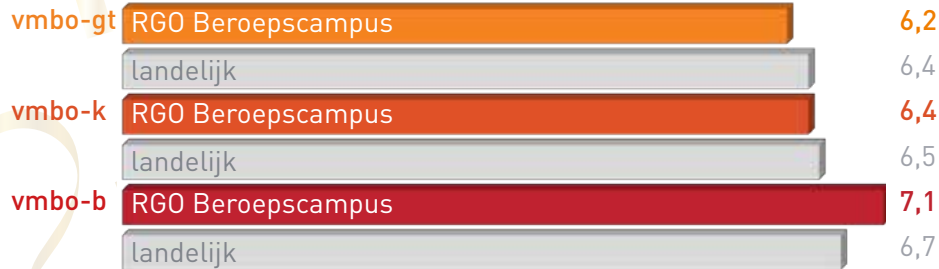 vmbo-gt RGO Beroepscampus 6,2
landelijk 6,4
vmbo-k RGO Beroepscampus 6,4
landelijk 6,5
vmbo-b RGO Beroepscampus 7,1
landelijk 6,7